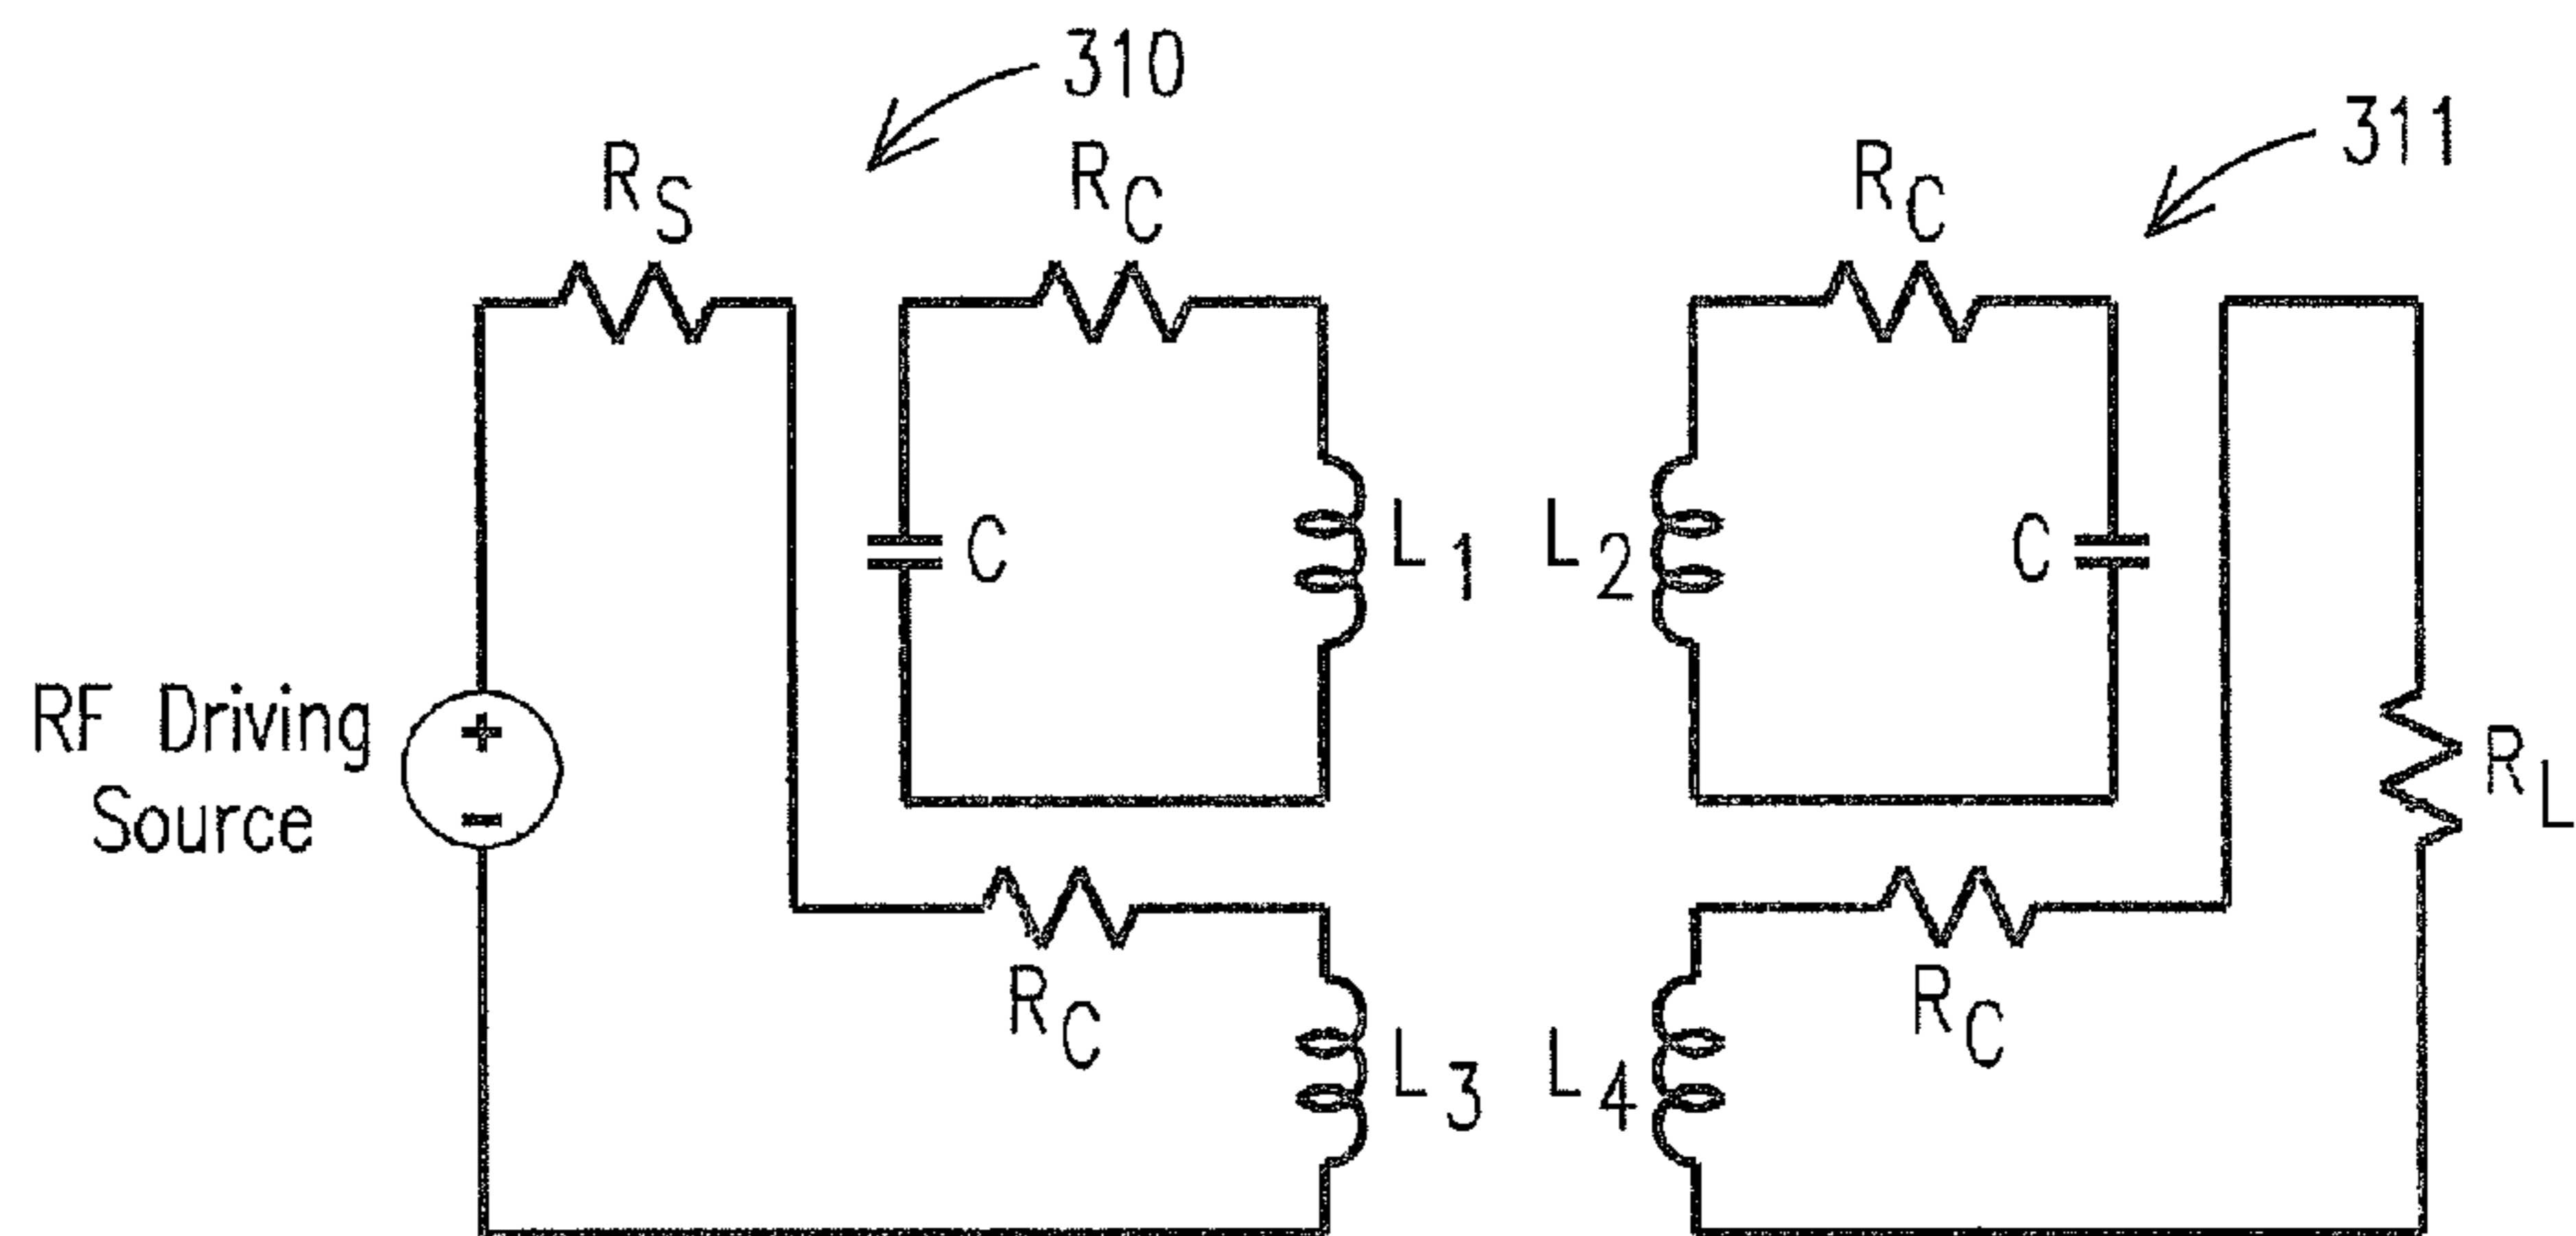 310
311
R_S
R_C
R_C
C
L_1
L_2
C
RF Driving
Source
+
-
R_L
R_C
L_3
L_4
R_C